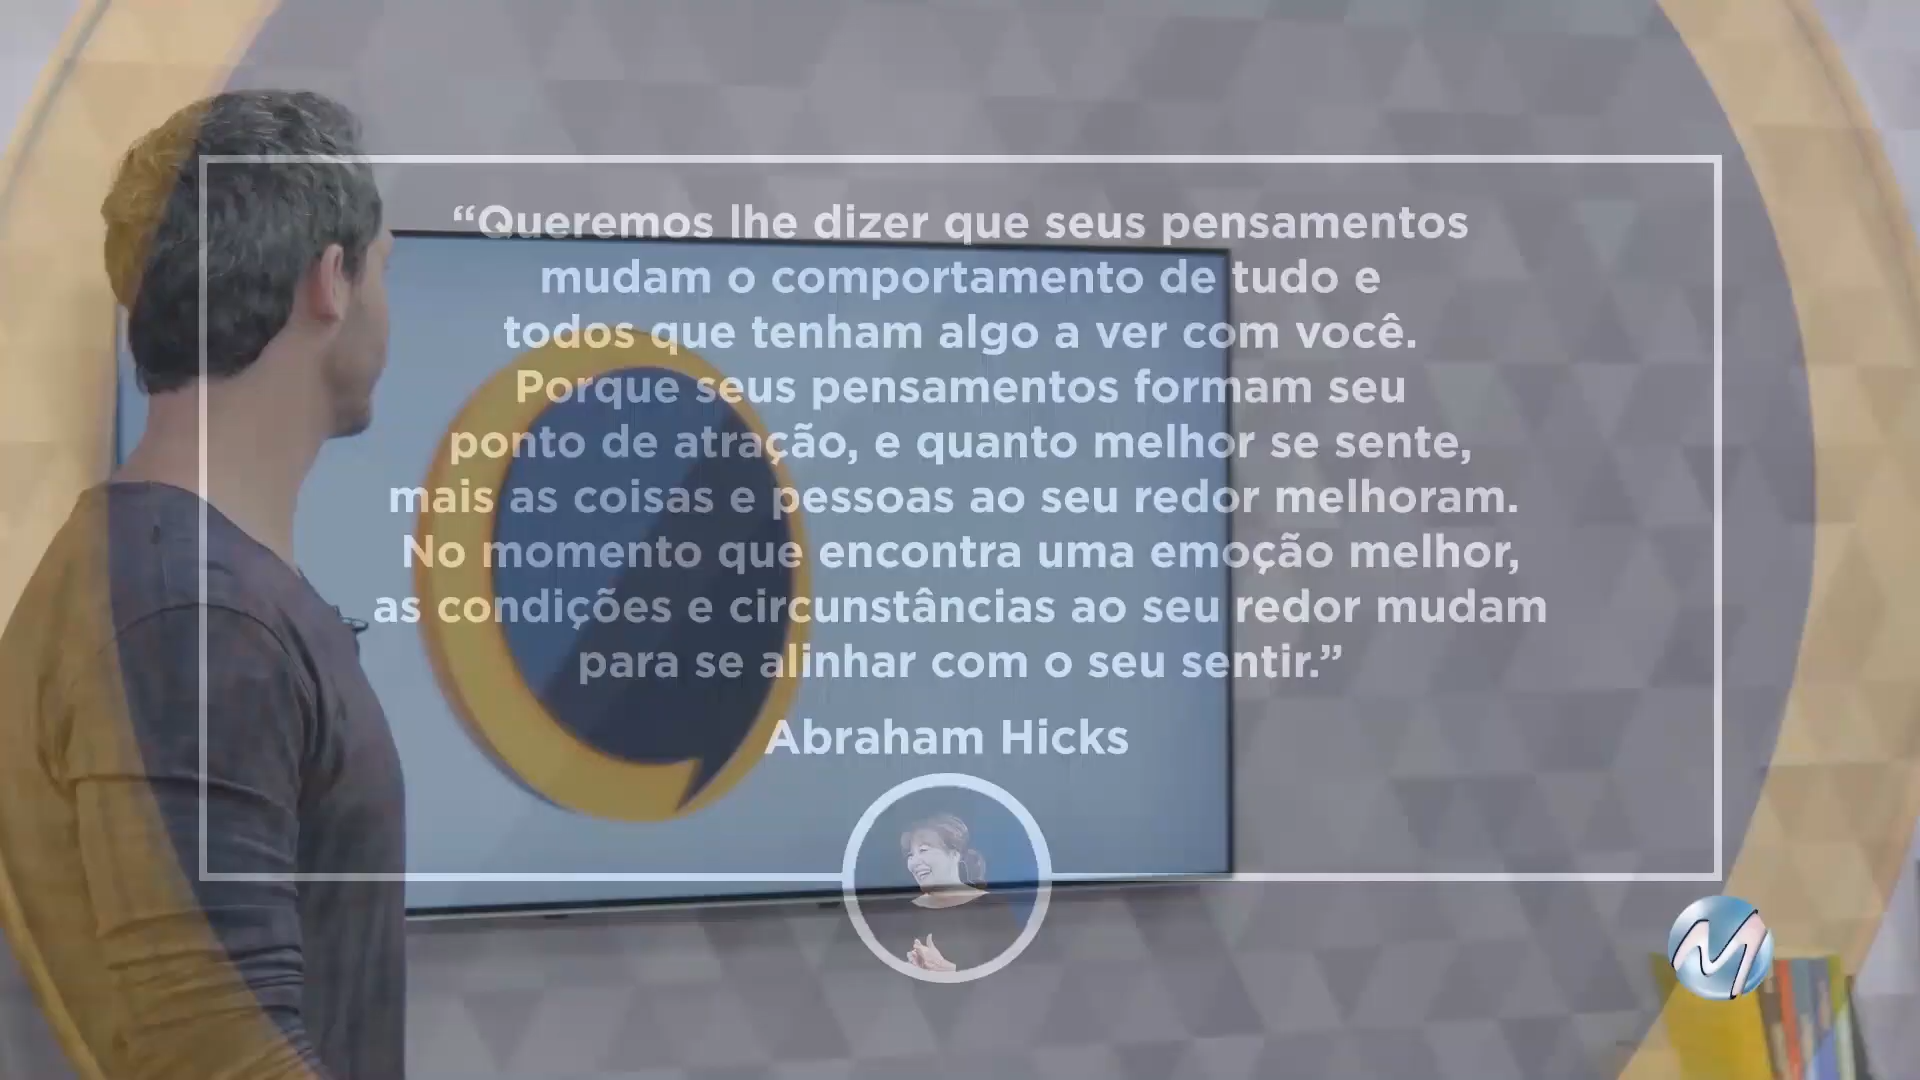 “Queremos lhe dizer que seus pensamentos
mudam o comportamento de tudo e
todos que tenham algo a ver com você.
Porque seus pensamentos formam seu
ponto de atração, e quanto melhor se sente,
mais as coisas e pessoas ao seu redor melhoram.
No momento que encontra uma emoção melhor,
as condições e circunstâncias ao seu redor mudam
para se alinhar com o seu sentir.”
Abraham Hicks
M